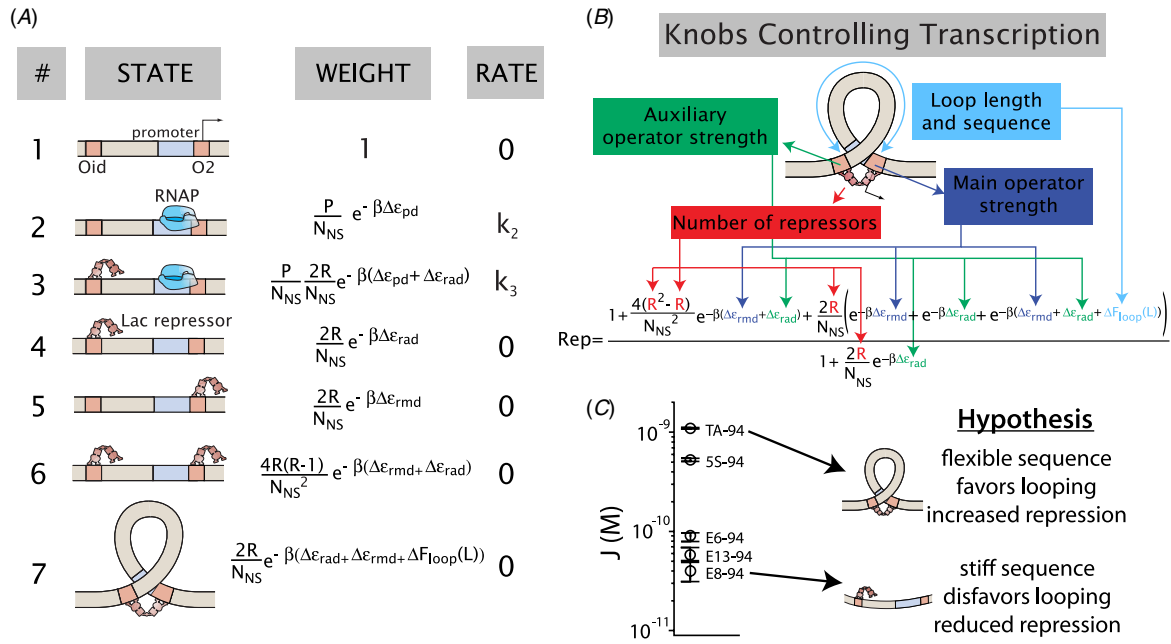 (A)
# STATE WEIGHT RATE
1 promoter Oid O2 1 0
2 RNAP P/N_NS e^{-βΔε_pd} k_2
3 P/N_NS 2R/N_NS e^{-β(Δε_pd + Δε_rad)} k_3
4 Lac repressor 2R/N_NS e^{-βΔε_rad} 0
5 2R/N_NS e^{-βΔε_rmd} 0
6 4R(R-1)/N_NS^2 e^{-β(Δε_rmd+Δε_rad)} 0
7 2R/N_NS e^{-β(Δε_rad+Δε_rmd+ΔF_loop(L))} 0
(B)
Knobs Controlling Transcription
Auxiliary
operator strength
Loop length
and sequence
Main operator
strength
Number of repressors
Rep= 1+ 4(R^2-R)/N_NS^2 e^{-β(Δε_rmd+Δε_rad)} + 2R/N_NS (e^{-βΔε_rmd} + e^{-βΔε_rad} + e^{-β(Δε_rmd+Δε_rad+ΔF_loop(L))})
1+ 2R/N_NS e^{-βΔε_rad}
(C)
J (M)
10^-9
10^-10
10^-11
TA-94
5S-94
E6-94
E13-94
E8-94
Hypothesis
flexible sequence
favors looping
increased repression
stiff sequence
disfavors looping
reduced repression